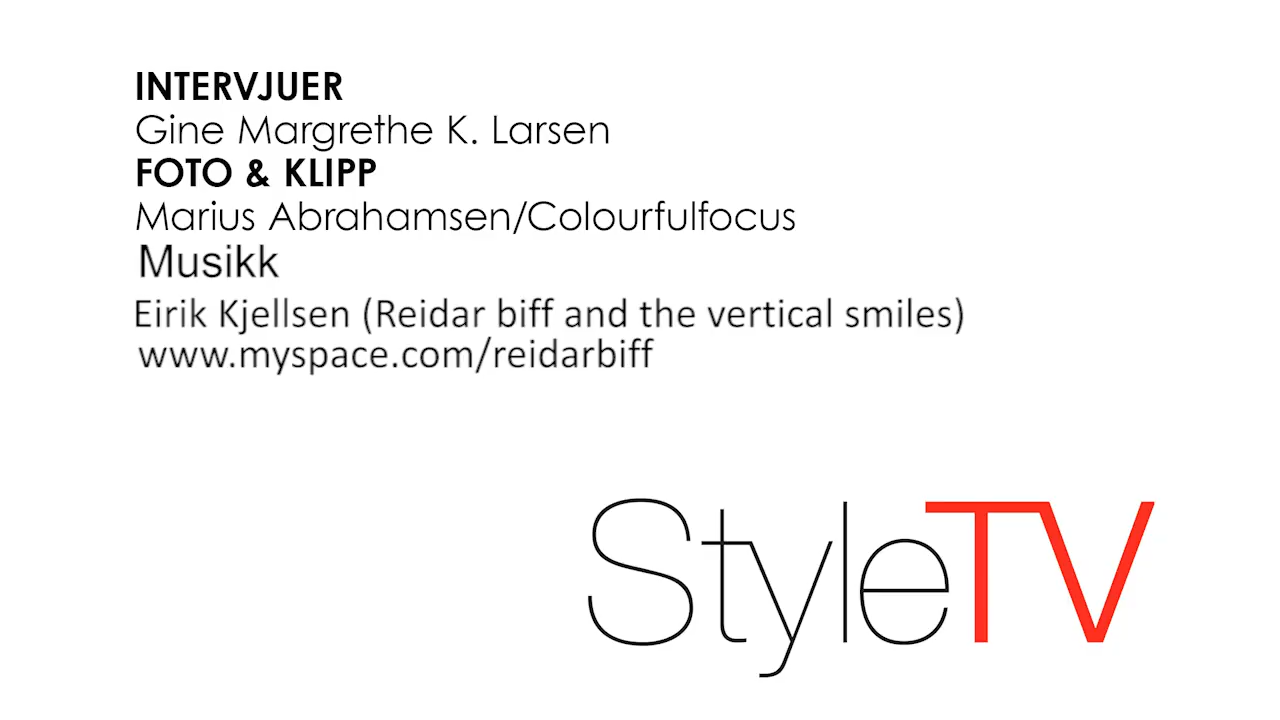 INTERVJUER
Gine Margrethe K. Larsen
FOTO & KLIPP
Marius Abrahamsen/Colourfulfocus
Musikk
Eirik Kjellsen (Reidar biff and the vertical smiles)
www.myspace.com/reidarbiff
StyleTV